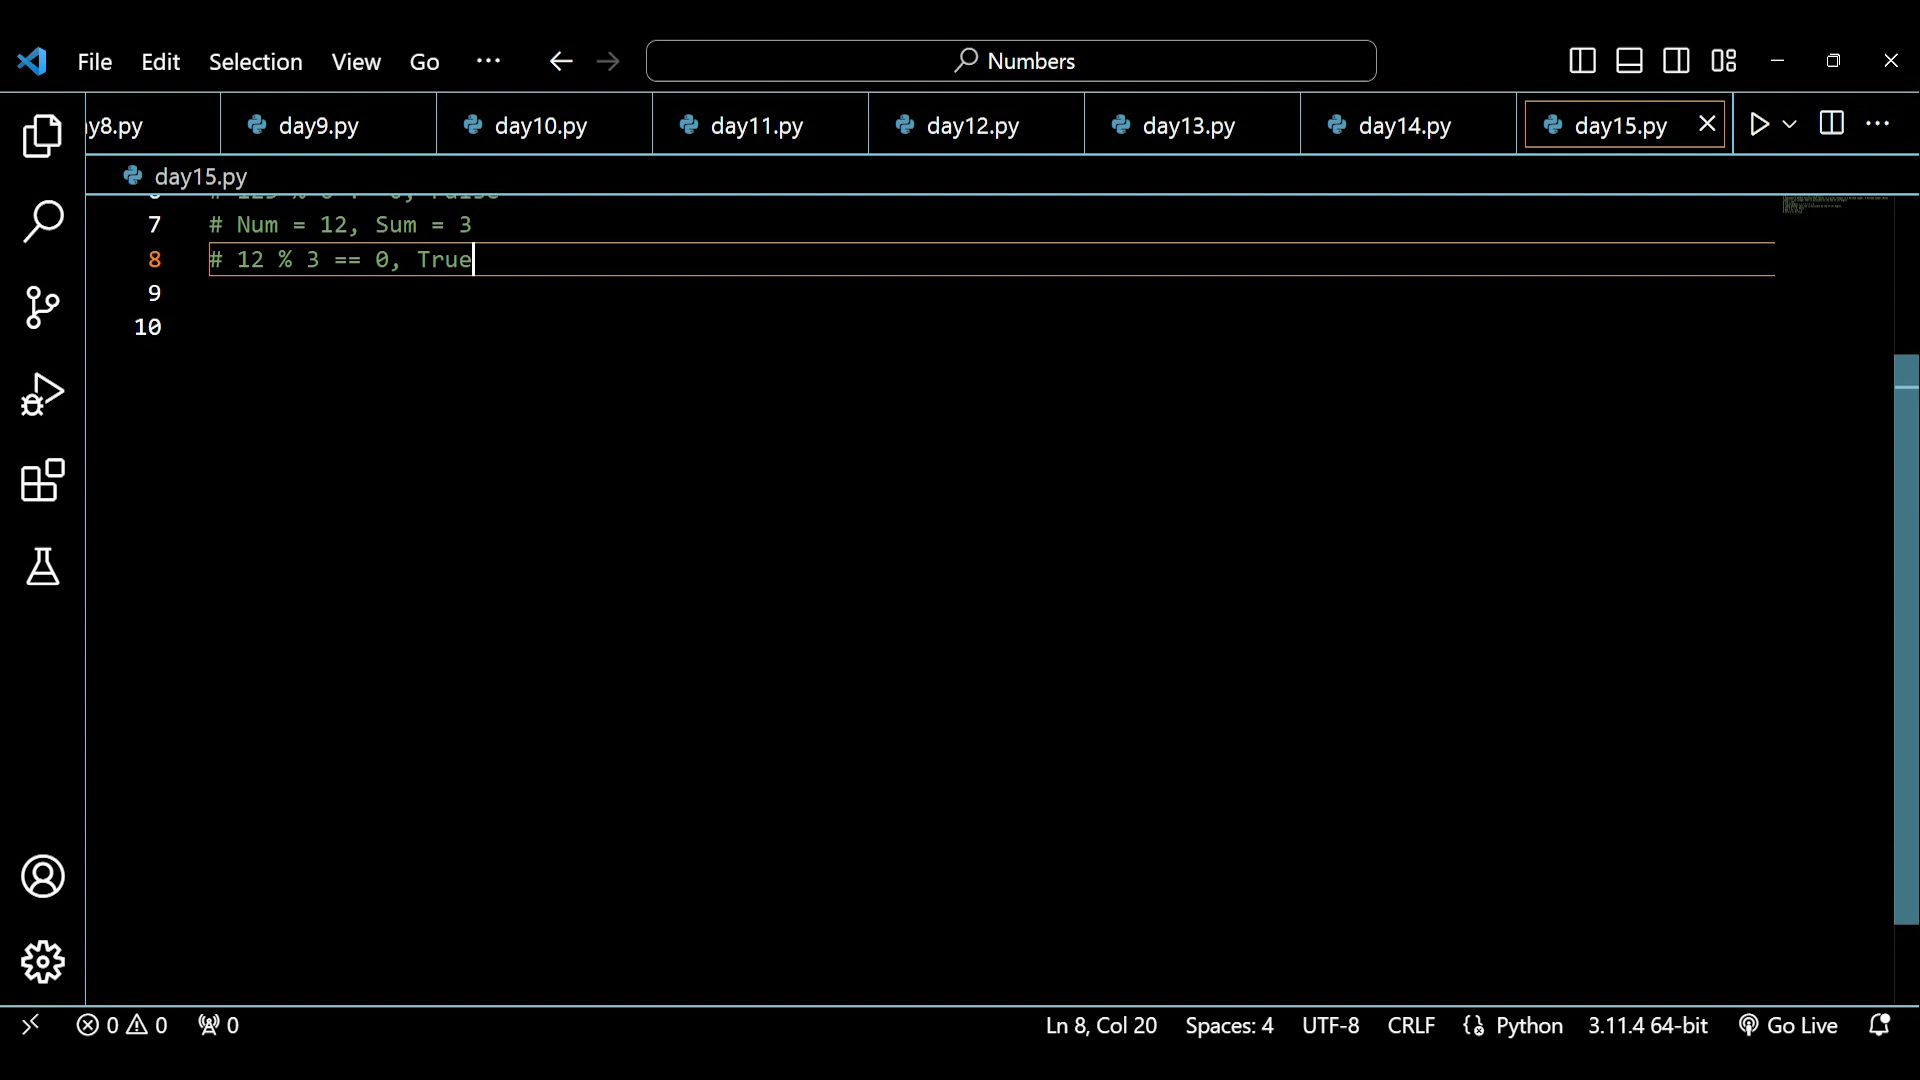 File Edit Selection View Go ... Numbers
y8.py day9.py day10.py day11.py day12.py day13.py day14.py day15.py
day15.py
7 # Num = 12, Sum = 3
8 # 12 % 3 == 0, True
9
10
0 0 0 Ln 8, Col 20 Spaces: 4 UTF-8 CRLF Python 3.11.4 64-bit Go Live